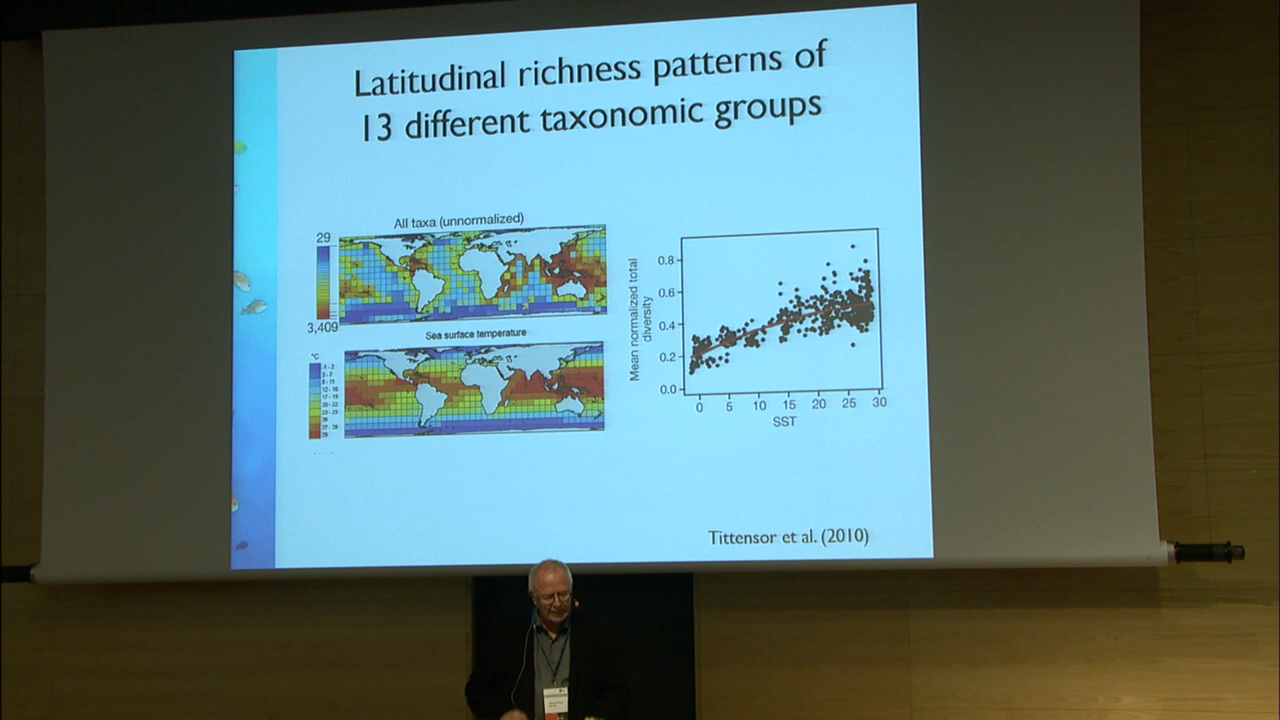 Latitudinal richness patterns of
13 different taxonomic groups
All taxa (unnormalized)
29
3,409
Sea surface temperature
°C
Mean normalized total
diversity
0.8
0.6
0.4
0.2
0.0
0 5 10 15 20 25 30
SST
Tittensor et al. (2010)